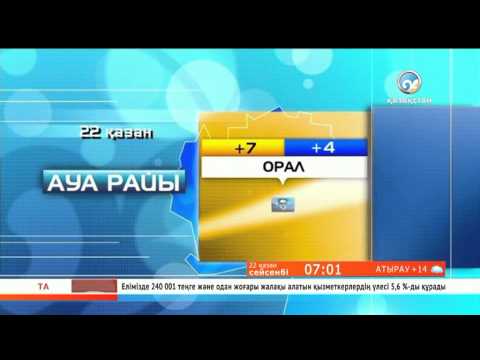 қазақстан
22 қазан
АУА РАЙЫ
+7 +4
ОРАЛ
22 қазан
сейсенбі
07:01
АТЫРАУ +14
ТА
Елімізде 240 001 теңге және одан жоғары жалақы алатын қызметкерлердің үлесі 5,6 %-ды құрады